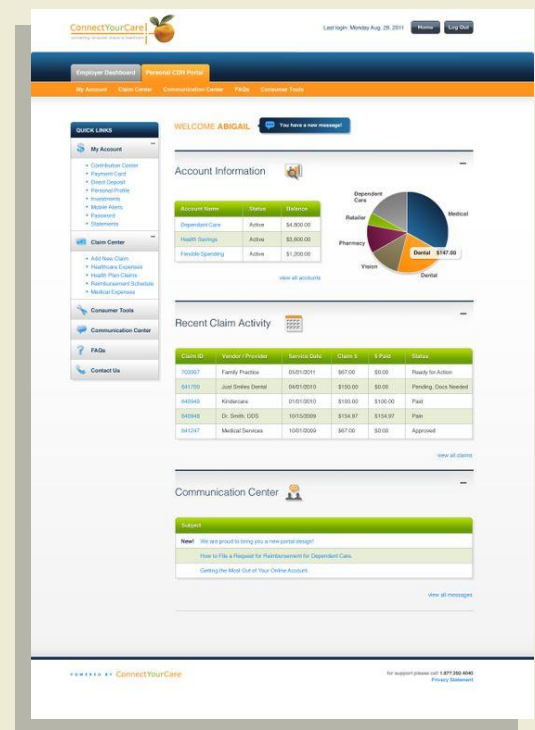 ConnectYourCare
Last login: Monday Aug. 29, 2011
Home
Log Out
Employer Dashboard
Personal CDH Portal
My Account
Claim Center
Communication Center
FAQs
Consumer Tools
QUICK LINKS
My Account
Contribution Center
Payment Card
Direct Deposit
Personal Profile
Investments
Mobile Alerts
Password
Statements
Claim Center
Add New Claim
Healthcare Expenses
Health Plan Claims
Reimbursement Schedule
Medical Expenses
Consumer Tools
Communication Center
FAQs
Contact Us
WELCOME ABIGAIL
You have a new message!
Account Information
Account Name Status Balance
Dependent Care Active $4,800.00
Health Savings Active $3,600.00
Flexible Spending Active $1,200.00
view all accounts
Dependent
Care
Retailer
Medical
Pharmacy
Dental $147.00
Vision
Dental
Recent Claim Activity
Claim ID Vendor / Provider Service Date Claim $ $ Paid Status
Family Practice 05/01/2011 $67.00 $0.00 Ready for Action
Just Smiles Dental 04/01/2010 $150.00 $0.00 Pending, Docs Needed
Kindercare 01/01/2010 $100.00 $100.00 Paid
Dr. Smith, DDS 10/15/2009 $154.97 $154.97
641247 Medical Services 10/01/2009 $67.00 $0.00 Approved
view all claims
Communication Center
Subject
New! We are proud to bring you a new portal design!
How to File a Request for Reimbursement for Dependent Care.
Getting the Most Out of Your Online Account
view all messages
POWERED BY ConnectYourCare
for support please call 1.877.292.4040
Privacy Statement